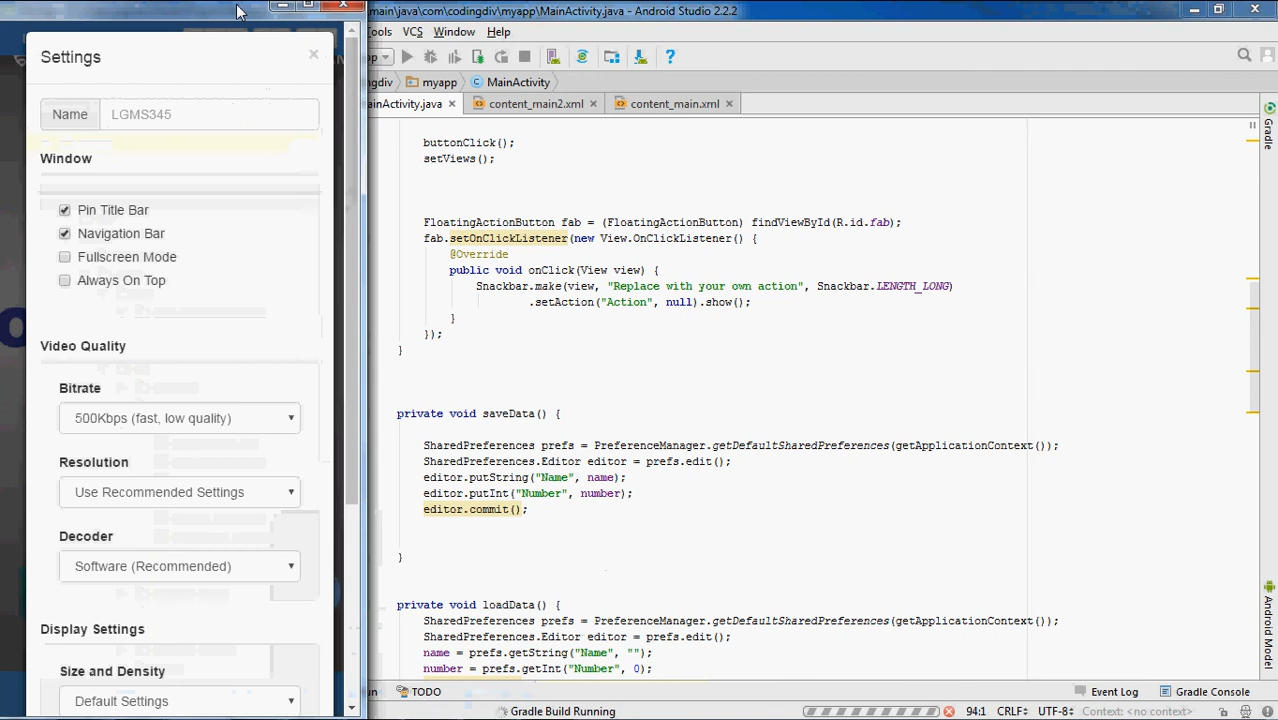 main\java\com\codingdiv\myapp\MainActivity.java - Android Studio 2.2.2
Tools VCS Window Help
myapp MainActivity
MainActivity.java content_main2.xml content_main.xml
Settings
Name LGMS345
Window
Pin Title Bar
Navigation Bar
Fullscreen Mode
Always On Top
Video Quality
Bitrate
500Kbps (fast, low quality)
Resolution
Use Recommended Settings
Decoder
Software (Recommended)
Display Settings
Size and Density
Default Settings
buttonClick();
setViews();
FloatingActionButton fab = (FloatingActionButton) findViewById(R.id.fab);
fab.setOnClickListener(new View.OnClickListener() {
@Override
public void onClick(View view) {
Snackbar.make(view, "Replace with your own action", Snackbar.LENGTH_LONG)
.setAction("Action", null).show();
}
});
}
private void saveData() {
SharedPreferences prefs = PreferenceManager.getDefaultSharedPreferences(getApplicationContext());
SharedPreferences.Editor editor = prefs.edit();
editor.putString("Name", name);
editor.putInt("Number", number);
editor.commit();
}
private void loadData() {
SharedPreferences prefs = PreferenceManager.getDefaultSharedPreferences(getApplicationContext());
SharedPreferences.Editor editor = prefs.edit();
name = prefs.getString("Name", "");
number = prefs.getInt("Number", 0);
Gradle
Android Model
TODO Event Log Gradle Console
Gradle Build Running 94:1 CRLF UTF-8 Context: <no context>